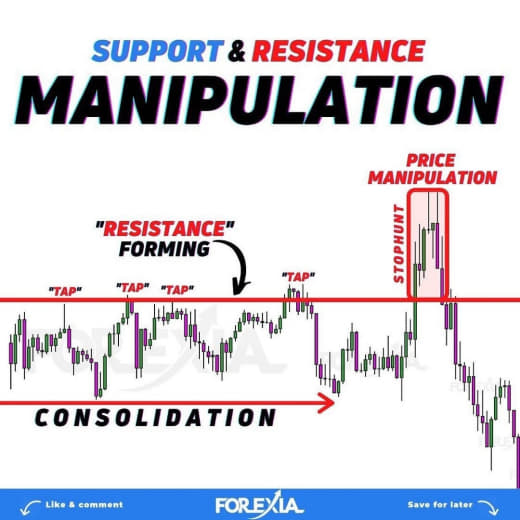 SUPPORT & RESISTANCE
MANIPULATION
PRICE
MANIPULATION
"RESISTANCE"
FORMING
STOPHUNT
"TAP"
"TAP"
"TAP"
"TAP"
FOREXIA
CONSOLIDATION
Like & comment
FOREXIA
Save for later